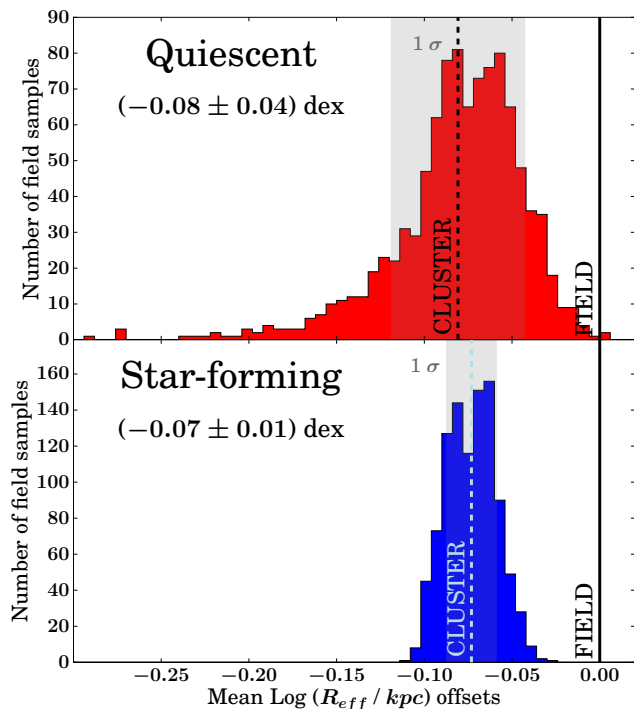 90
80
70
60
50
40
30
20
10
0
Number of field samples
Quiescent
(−0.08 ± 0.04) dex
1 σ
CLUSTER
FIELD
160
140
120
100
80
60
40
20
0
Number of field samples
Star-forming
(−0.07 ± 0.01) dex
1 σ
CLUSTER
FIELD
−0.25 −0.20 −0.15 −0.10 −0.05 0.00
Mean Log (R_eff / kpc) offsets